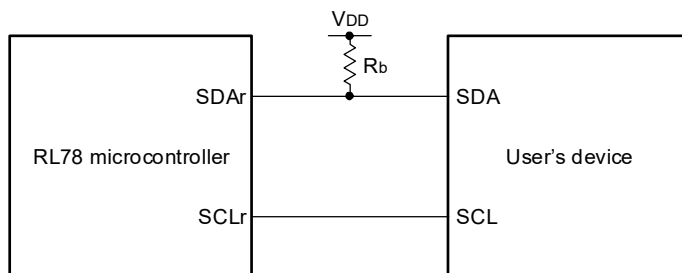 VDD
Rb
SDAr
SDA
RL78 microcontroller
User's device
SCLr
SCL